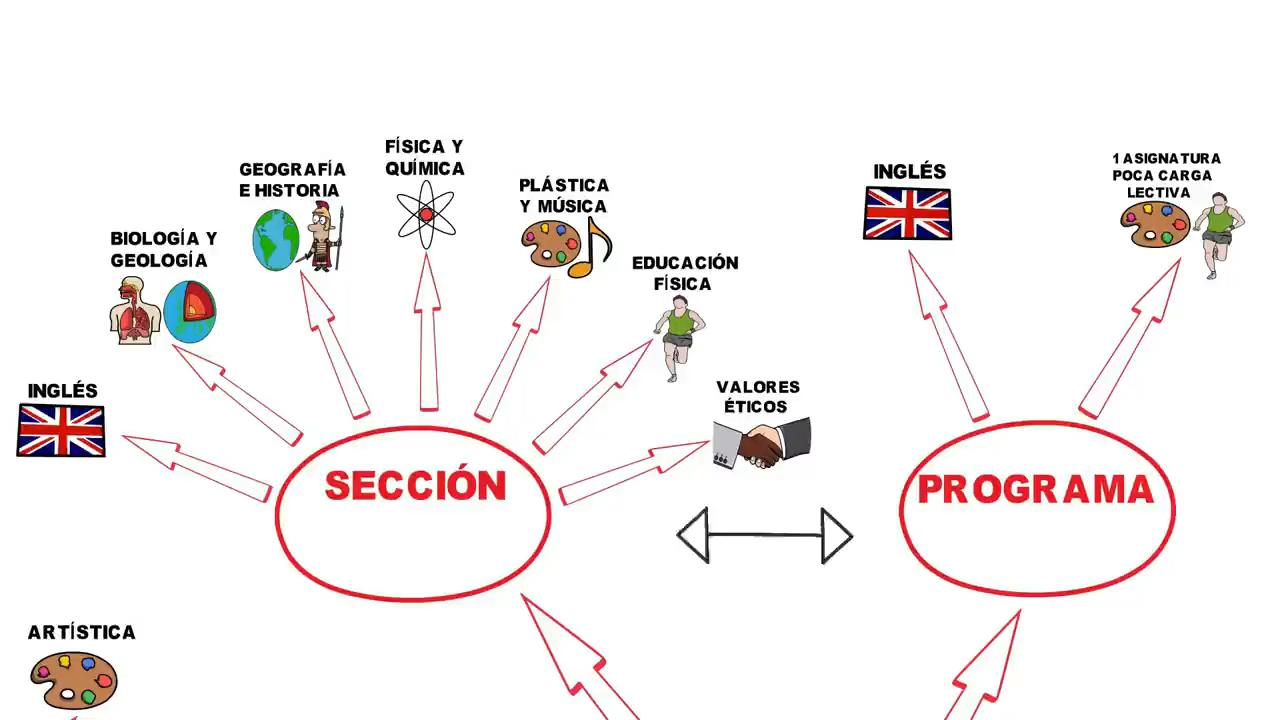 INGLÉS
BIOLOGÍA Y
GEOLOGÍA
GEOGRAFÍA
E HISTORIA
FÍSICA Y
QUÍMICA
PLÁSTICA
Y MÚSICA
EDUCACIÓN
FÍSICA
VALORES
ÉTICOS
SECCIÓN
INGLÉS
1 ASIGNATURA
POCA CARGA
LECTIVA
PROGRAMA
ARTÍSTICA